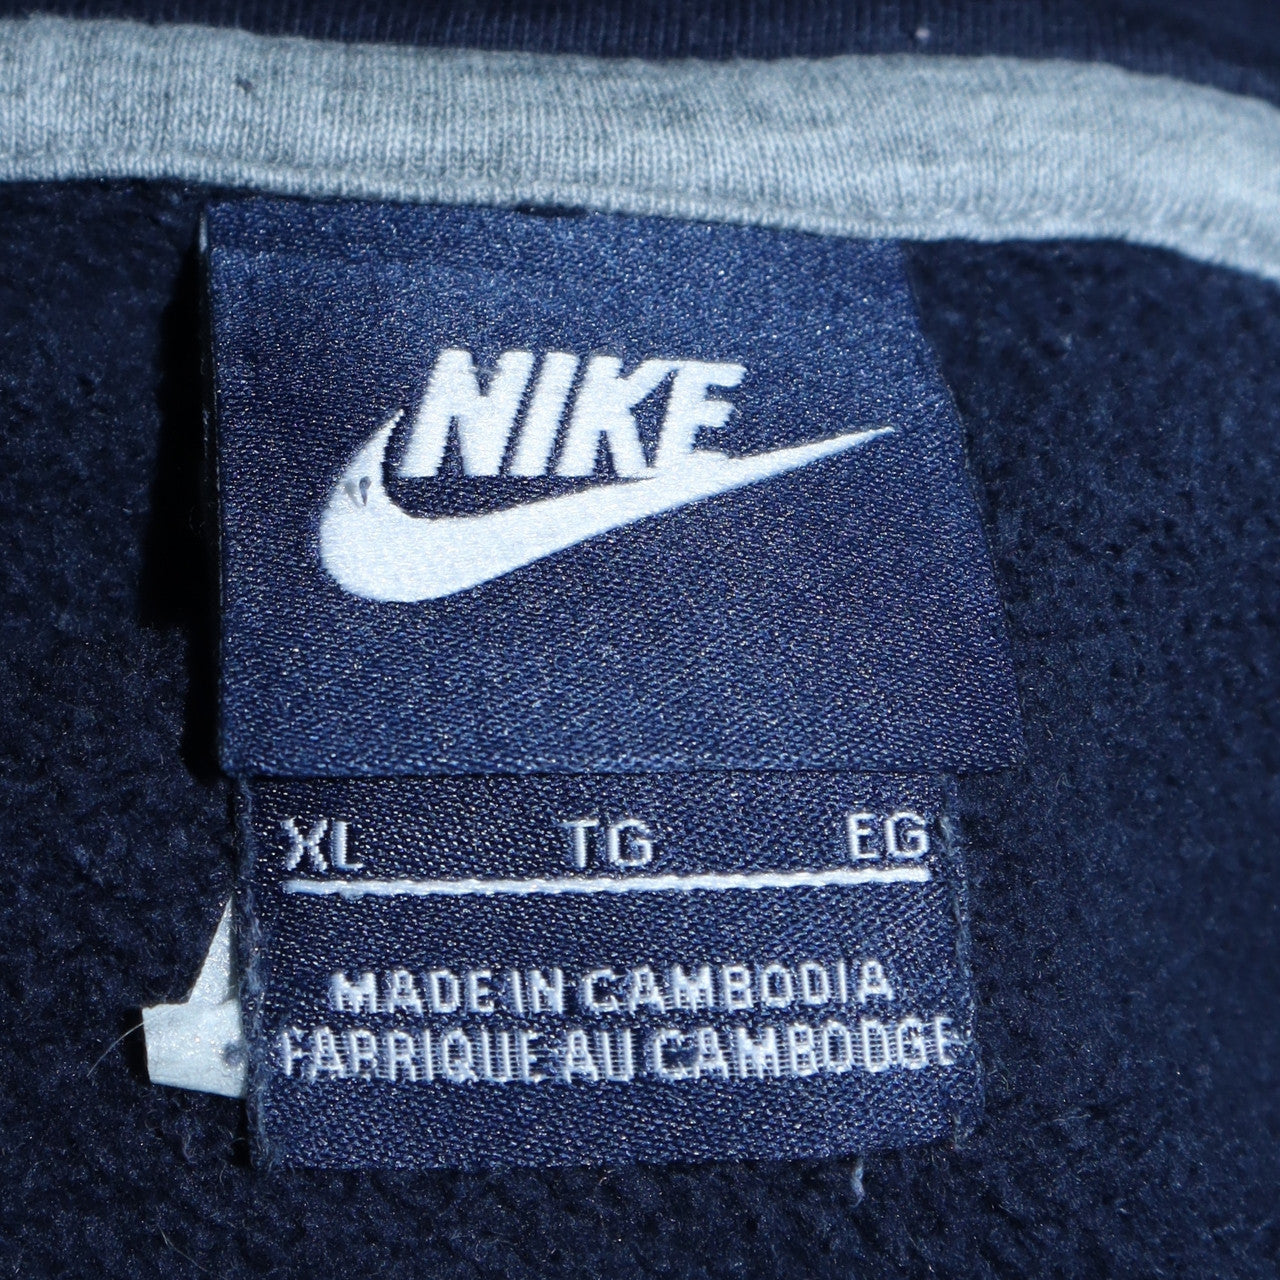 NIKE
XL TG EG
MADE IN CAMBODIA
FABRIQUE AU CAMBODGE